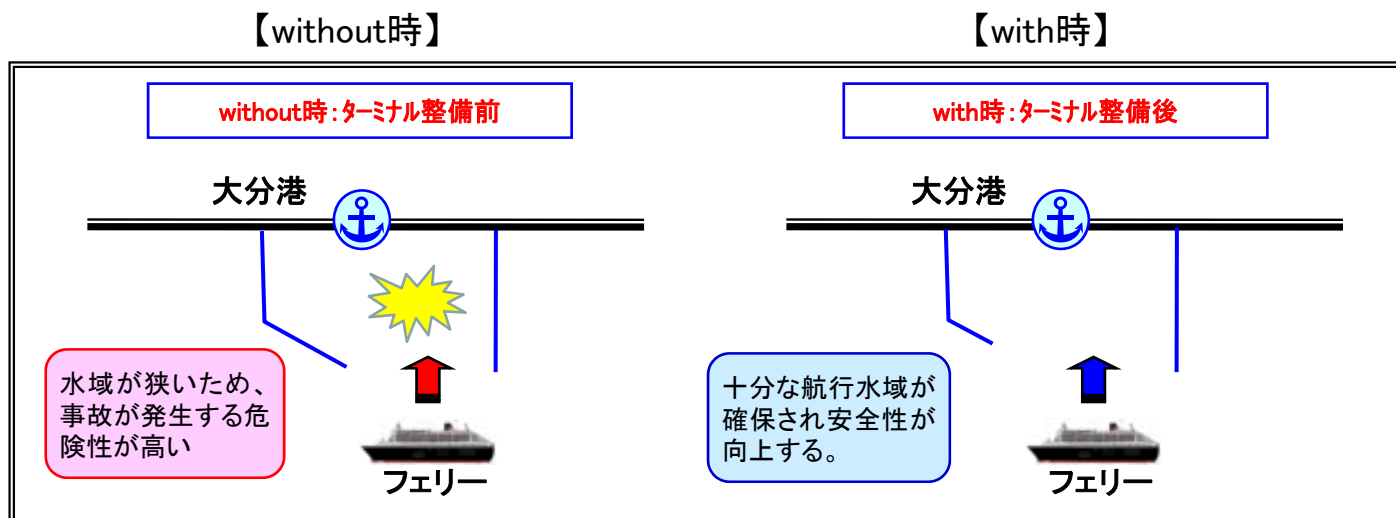 【without時】
without時：ターミナル整備前
大分港
水域が狭いため、
事故が発生する危
険性が高い
フェリー
【with時】
with時：ターミナル整備後
十分な航行水域が
確保され安全性が
向上する。
フェリー